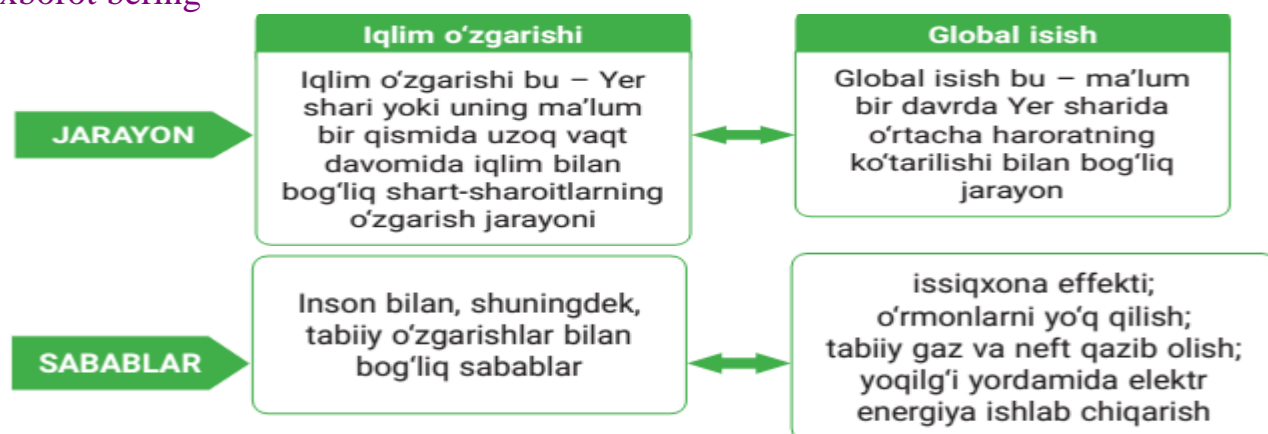 xborot bering
Iqlim o‘zgarishi
Global isish
JARAYON
Iqlim o‘zgarishi bu – Yer
shari yoki uning ma’lum
bir qismida uzoq vaqt
davomida iqlim bilan
bog‘liq shart-sharoitlarning
o‘zgarish jarayoni
Global isish bu – ma’lum
bir davrda Yer sharida
o‘rtacha haroratning
ko‘tarilishi bilan bog‘liq
jarayon
SABABLAR
Inson bilan, shuningdek,
tabiiy o‘zgarishlar bilan
bog‘liq sabablar
issiqxona effekti;
o‘rmonlarni yo‘q qilish;
tabiiy gaz va neft qazib olish;
yoqilg‘i yordamida elektr
energiya ishlab chiqarish